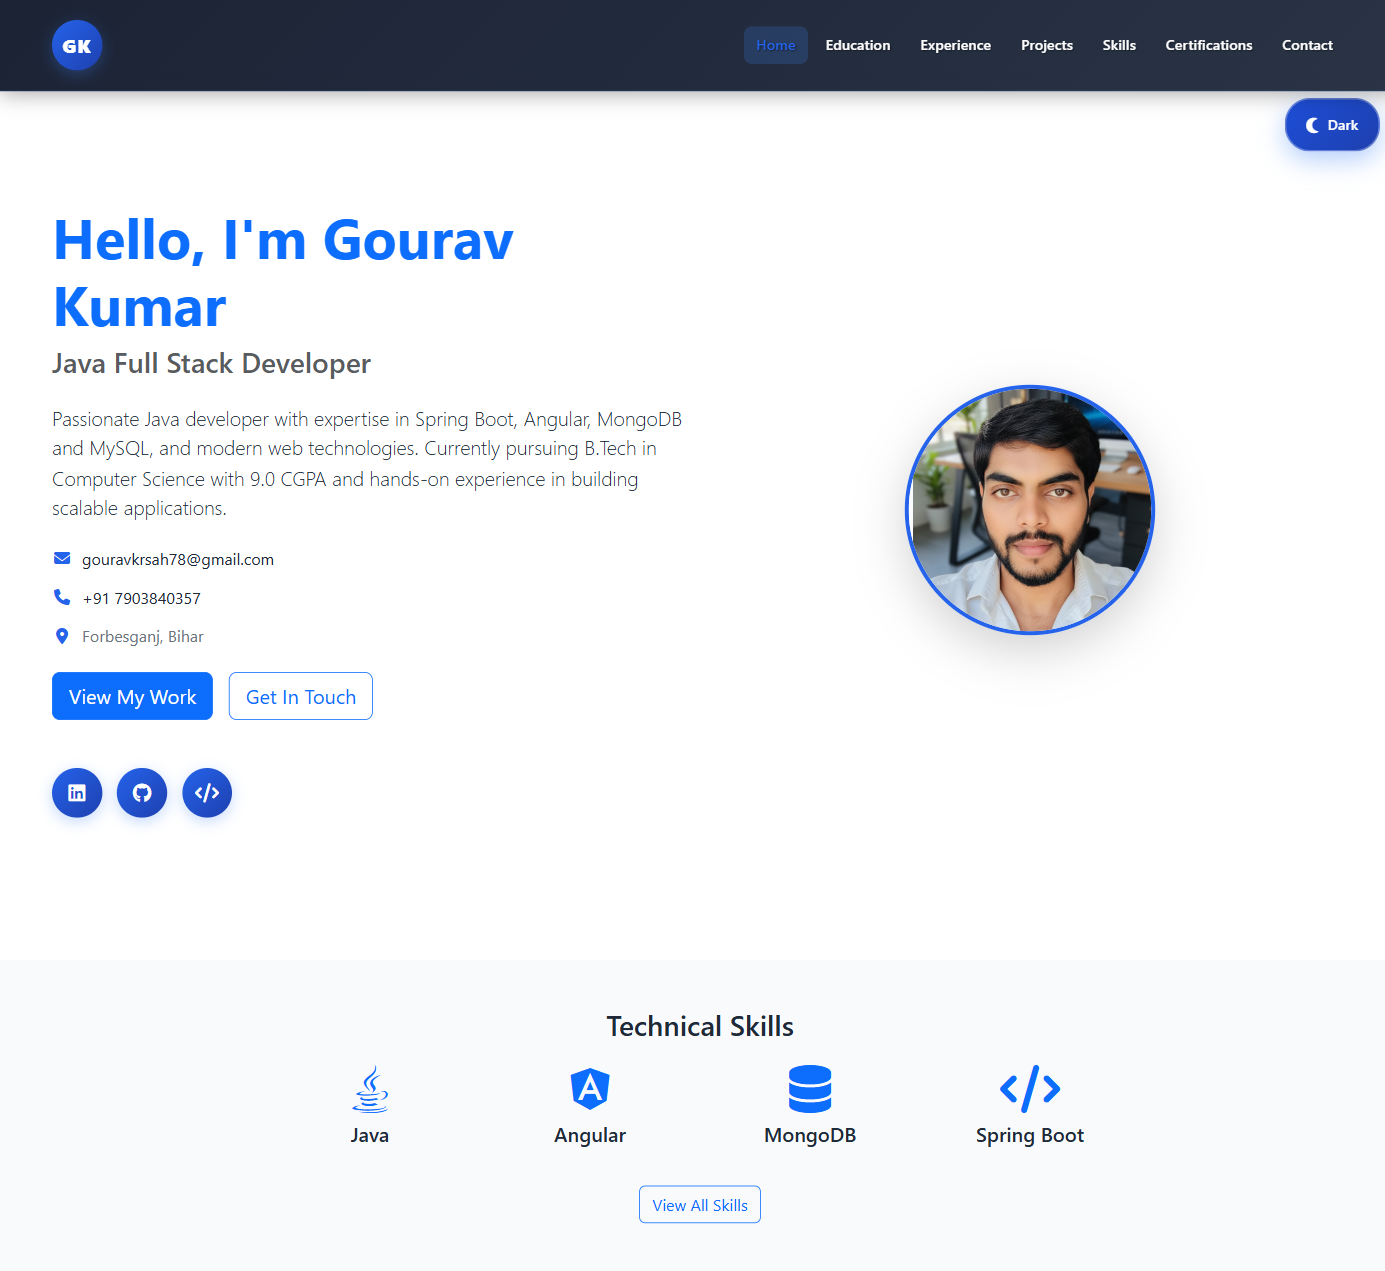 GK
Home Education Experience Projects Skills Certifications Contact
Dark
Hello, I'm Gourav
Kumar
Java Full Stack Developer
Passionate Java developer with expertise in Spring Boot, Angular, MongoDB
and MySQL, and modern web technologies. Currently pursuing B.Tech in
Computer Science with 9.0 CGPA and hands-on experience in building
scalable applications.
gouravkrsah78@gmail.com
+91 7903840357
Forbesganj, Bihar
View My Work Get In Touch
Technical Skills
Java Angular MongoDB Spring Boot
View All Skills